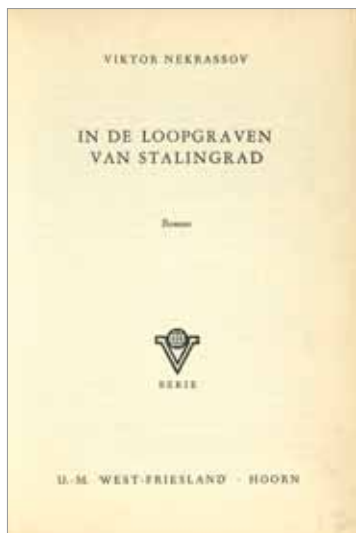 VIKTOR NEKRASSOV
IN DE LOOPGRAVEN
VAN STALINGRAD
Roman
V
SERIE
U.-M. WEST-FRIESLAND · HOORN